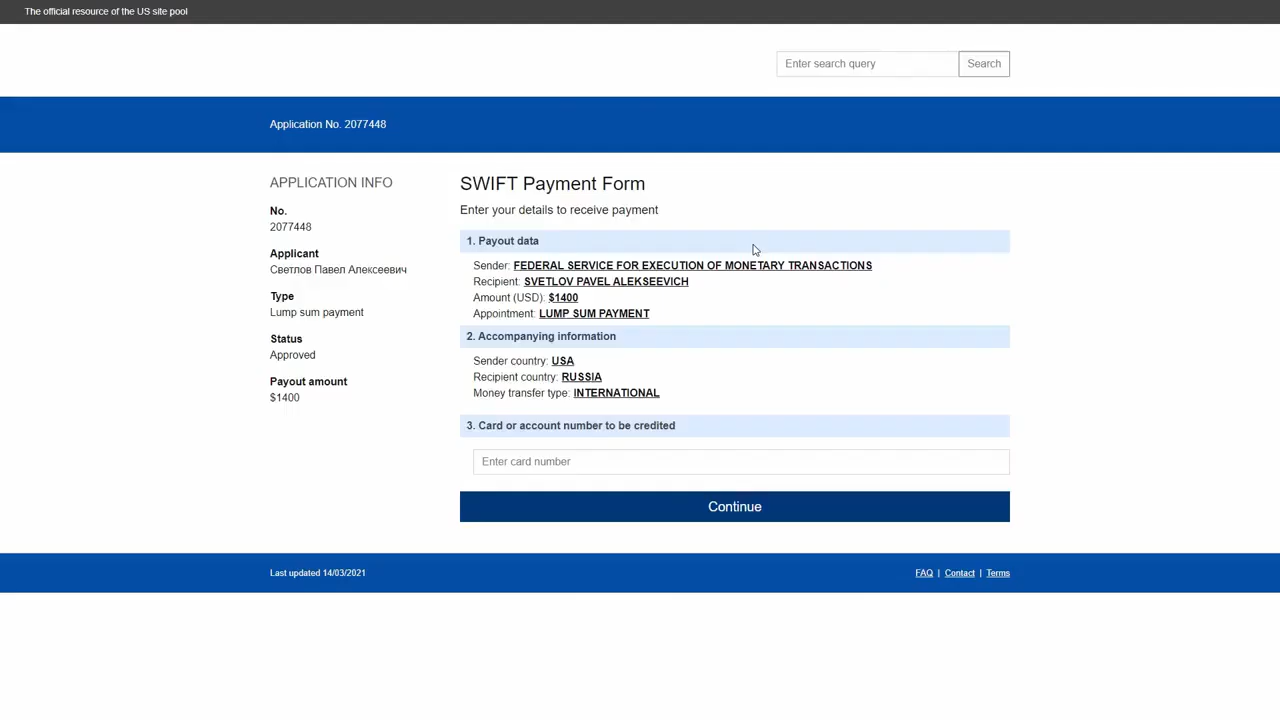 The official resource of the US site pool
Enter search query
Search
Application No. 2077448
APPLICATION INFO
No.
2077448
Applicant
Светлов Павел Алексеевич
Type
Lump sum payment
Status
Approved
Payout amount
$1400
SWIFT Payment Form
Enter your details to receive payment
1. Payout data
Sender: FEDERAL SERVICE FOR EXECUTION OF MONETARY TRANSACTIONS
Recipient: SVETLOV PAVEL ALEKSEEVICH
Amount (USD): $1400
Appointment: LUMP SUM PAYMENT
2. Accompanying information
Sender country: USA
Recipient country: RUSSIA
Money transfer type: INTERNATIONAL
3. Card or account number to be credited
Enter card number
Continue
Last updated 14/03/2021
FAQ | Contact | Terms